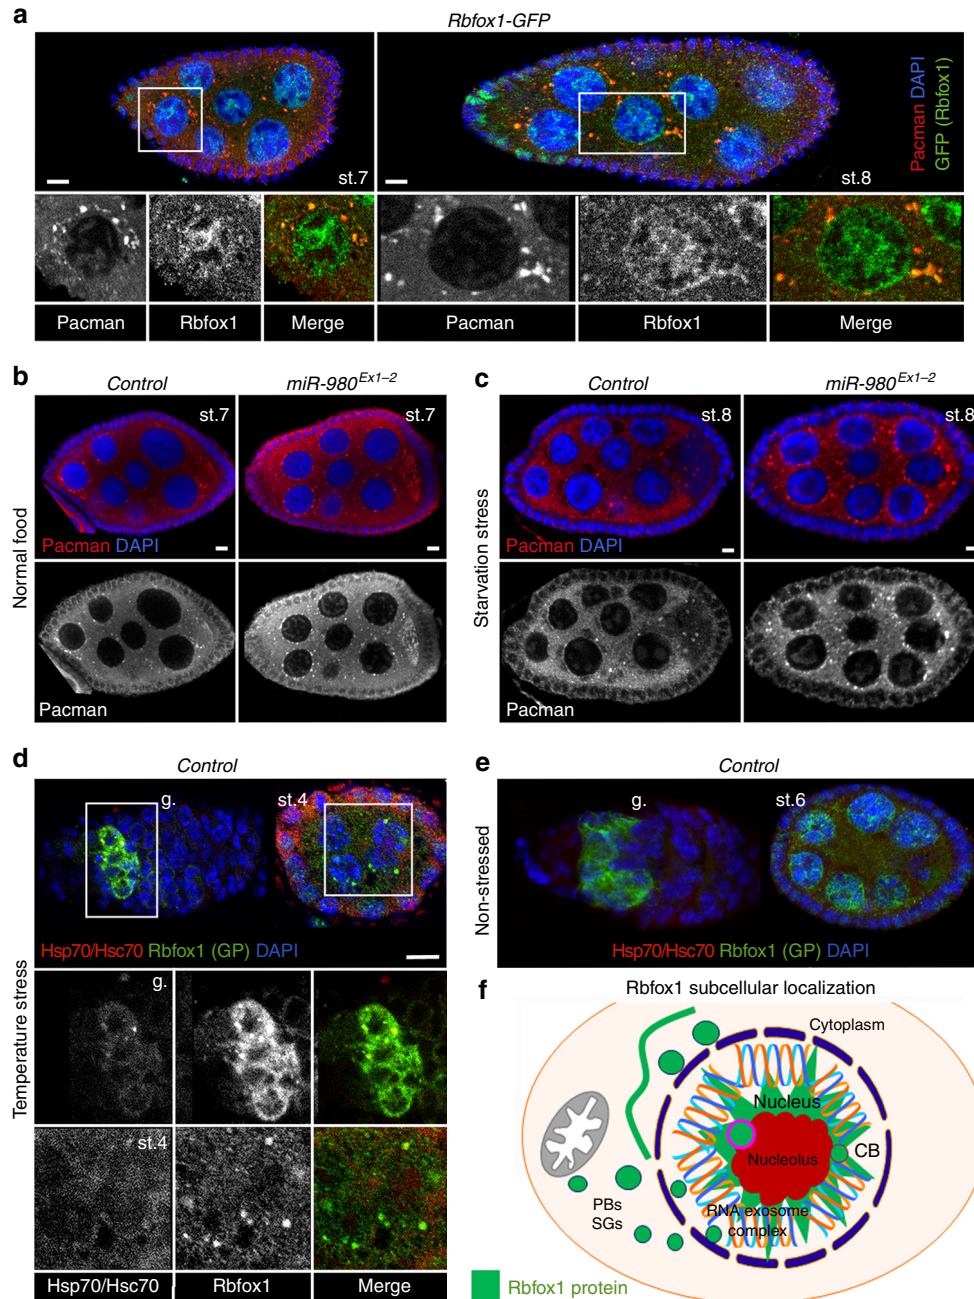 a
Rbfox1-GFP
st.7
st.8
Pacman DAPI
GFP (Rbfox1)
Pacman
Rbfox1
Merge
Pacman
Rbfox1
Merge
b
Control
miR-980^Ex1–2
Normal food
st.7
st.7
Pacman DAPI
Pacman
c
Control
miR-980^Ex1–2
Starvation stress
st.8
st.8
Pacman DAPI
Pacman
d
Control
Temperature stress
g.
st.4
Hsp70/Hsc70 Rbfox1 (GP) DAPI
g.
st.4
Hsp70/Hsc70
Rbfox1
Merge
e
Control
Non-stressed
g.
st.6
Hsp70/Hsc70 Rbfox1 (GP) DAPI
f
Rbfox1 subcellular localization
Cytoplasm
Nucleus
Nucleolus
CB
PBs
SGs
RNA exosome
complex
Rbfox1 protein